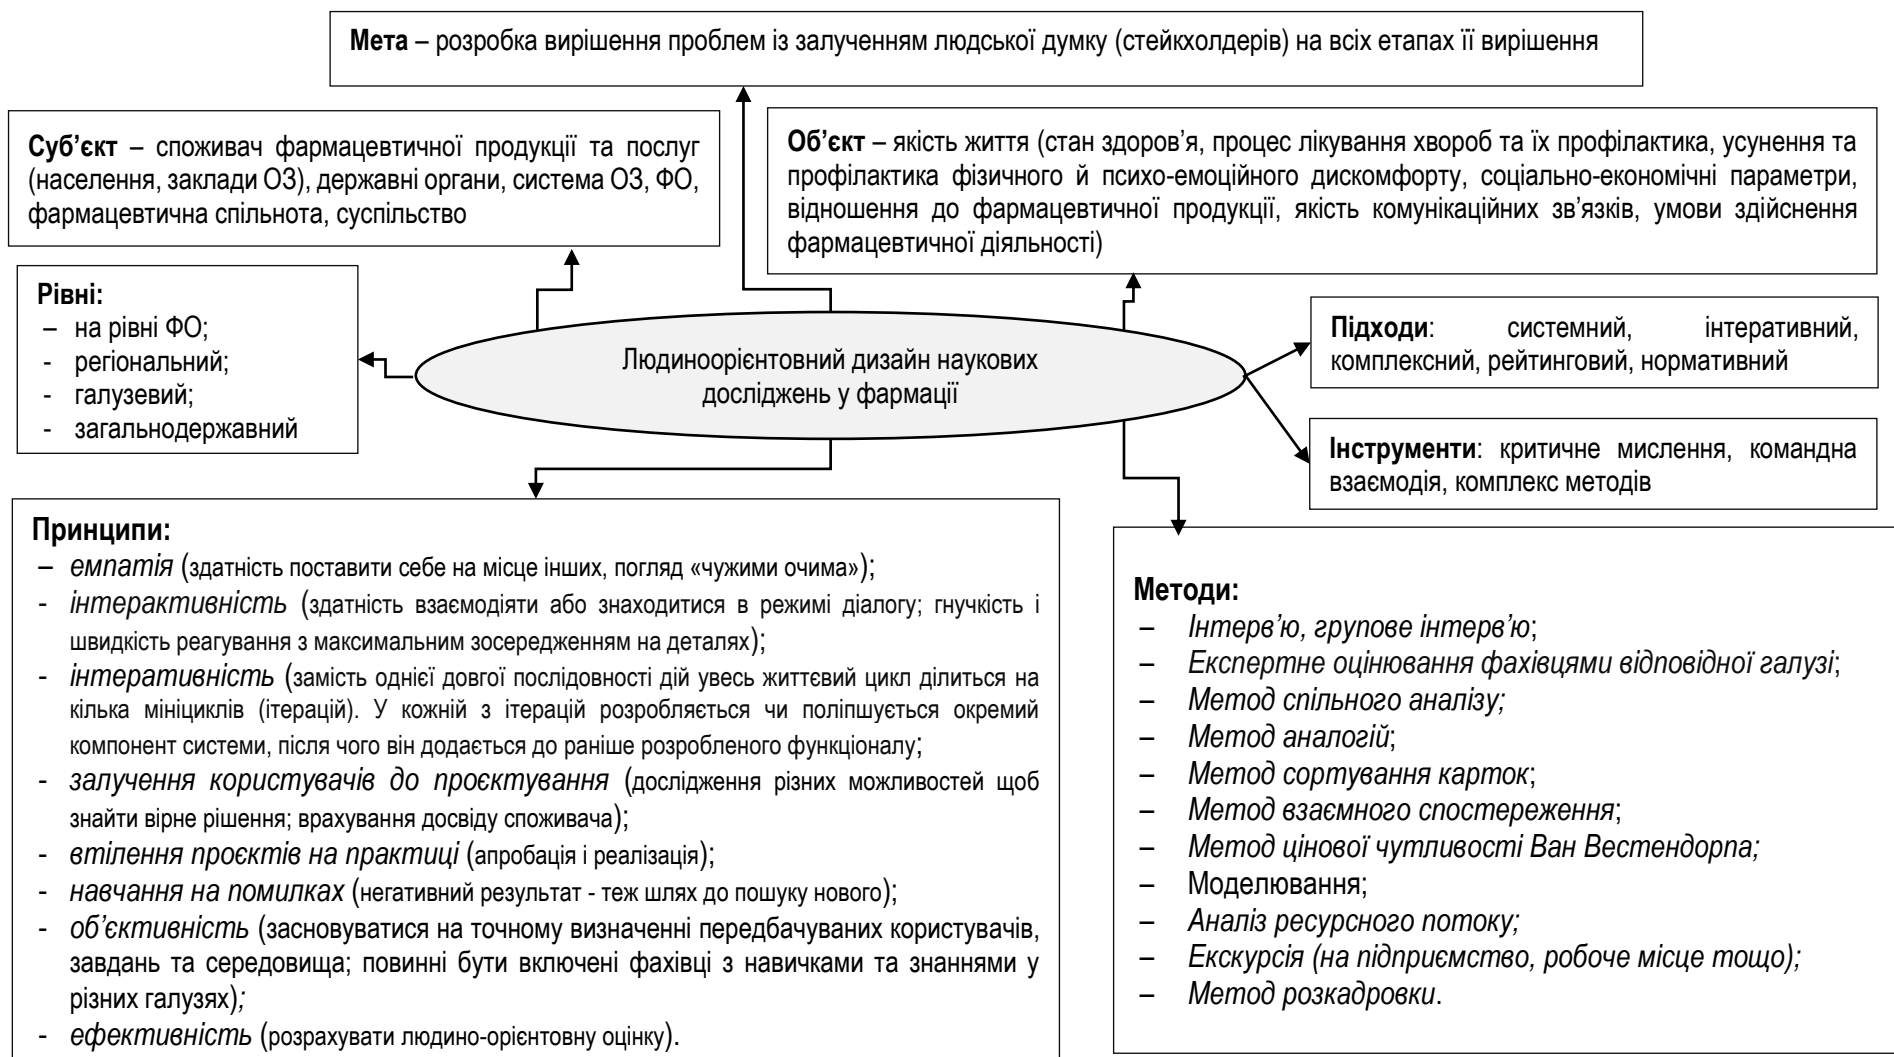 Мета – розробка вирішення проблем із залученням людської думку (стейкхолдерів) на всіх етапах її вирішення
Суб’єкт – споживач фармацевтичної продукції та послуг
(населення, заклади ОЗ), державні органи, система ОЗ, ФО,
фармацевтична спільнота, суспільство
Об’єкт – якість життя (стан здоров’я, процес лікування хвороб та їх профілактика, усунення та
профілактика фізичного й психо-емоційного дискомфорту, соціально-економічні параметри,
відношення до фармацевтичної продукції, якість комунікаційних зв’язків, умови здійснення
фармацевтичної діяльності)
Рівні:
– на рівні ФО;
- регіональний;
- галузевий;
- загальнодержавний
Людиноорієнтовний дизайн наукових
досліджень у фармації
Підходи: системний, інтеративний,
комплексний, рейтинговий, нормативний
Інструменти: критичне мислення, командна
взаємодія, комплекс методів
Принципи:
– емпатія (здатність поставити себе на місце інших, погляд «чужими очима»);
- інтерактивність (здатність взаємодіяти або знаходитися в режимі діалогу; гнучкість і
швидкість реагування з максимальним зосередженням на деталях);
- інтеративність (замість однієї довгої послідовності дій увесь життєвий цикл ділиться на
кілька мініциклів (ітерацій). У кожній з ітерацій розробляється чи поліпшується окремий
компонент системи, після чого він додається до раніше розробленого функціоналу;
- залучення користувачів до проєктування (дослідження різних можливостей щоб
знайти вірне рішення; врахування досвіду споживача);
- втілення проєктів на практиці (апробація і реалізація);
- навчання на помилках (негативний результат - теж шлях до пошуку нового);
- об’єктивність (засновуватися на точному визначенні передбачуваних користувачів,
завдань та середовища; повинні бути включені фахівці з навичками та знаннями у
різних галузях);
- ефективність (розрахувати людино-орієнтовну оцінку).
Методи:
– Інтерв’ю, групове інтерв’ю;
– Експертне оцінювання фахівцями відповідної галузі;
– Метод спільного аналізу;
– Метод аналогій;
– Метод сортування карток;
– Метод взаємного спостереження;
– Метод цінової чутливості Ван Вестендорпа;
– Моделювання;
– Аналіз ресурсного потоку;
– Екскурсія (на підприємство, робоче місце тощо);
– Метод розкадровки.